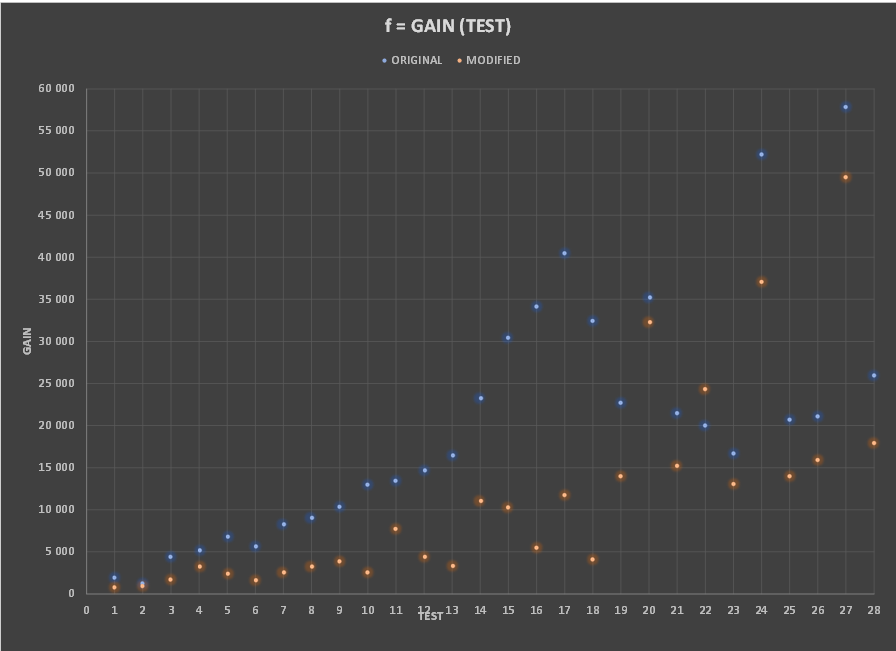 f = GAIN (TEST)
ORIGINAL MODIFIED
60 000
55 000
50 000
45 000
40 000
35 000
30 000
25 000
20 000
15 000
10 000
5 000
0
GAIN
0 1 2 3 4 5 6 7 8 9 10 11 12 13 14 15 16 17 18 19 20 21 22 23 24 25 26 27 28
TEST